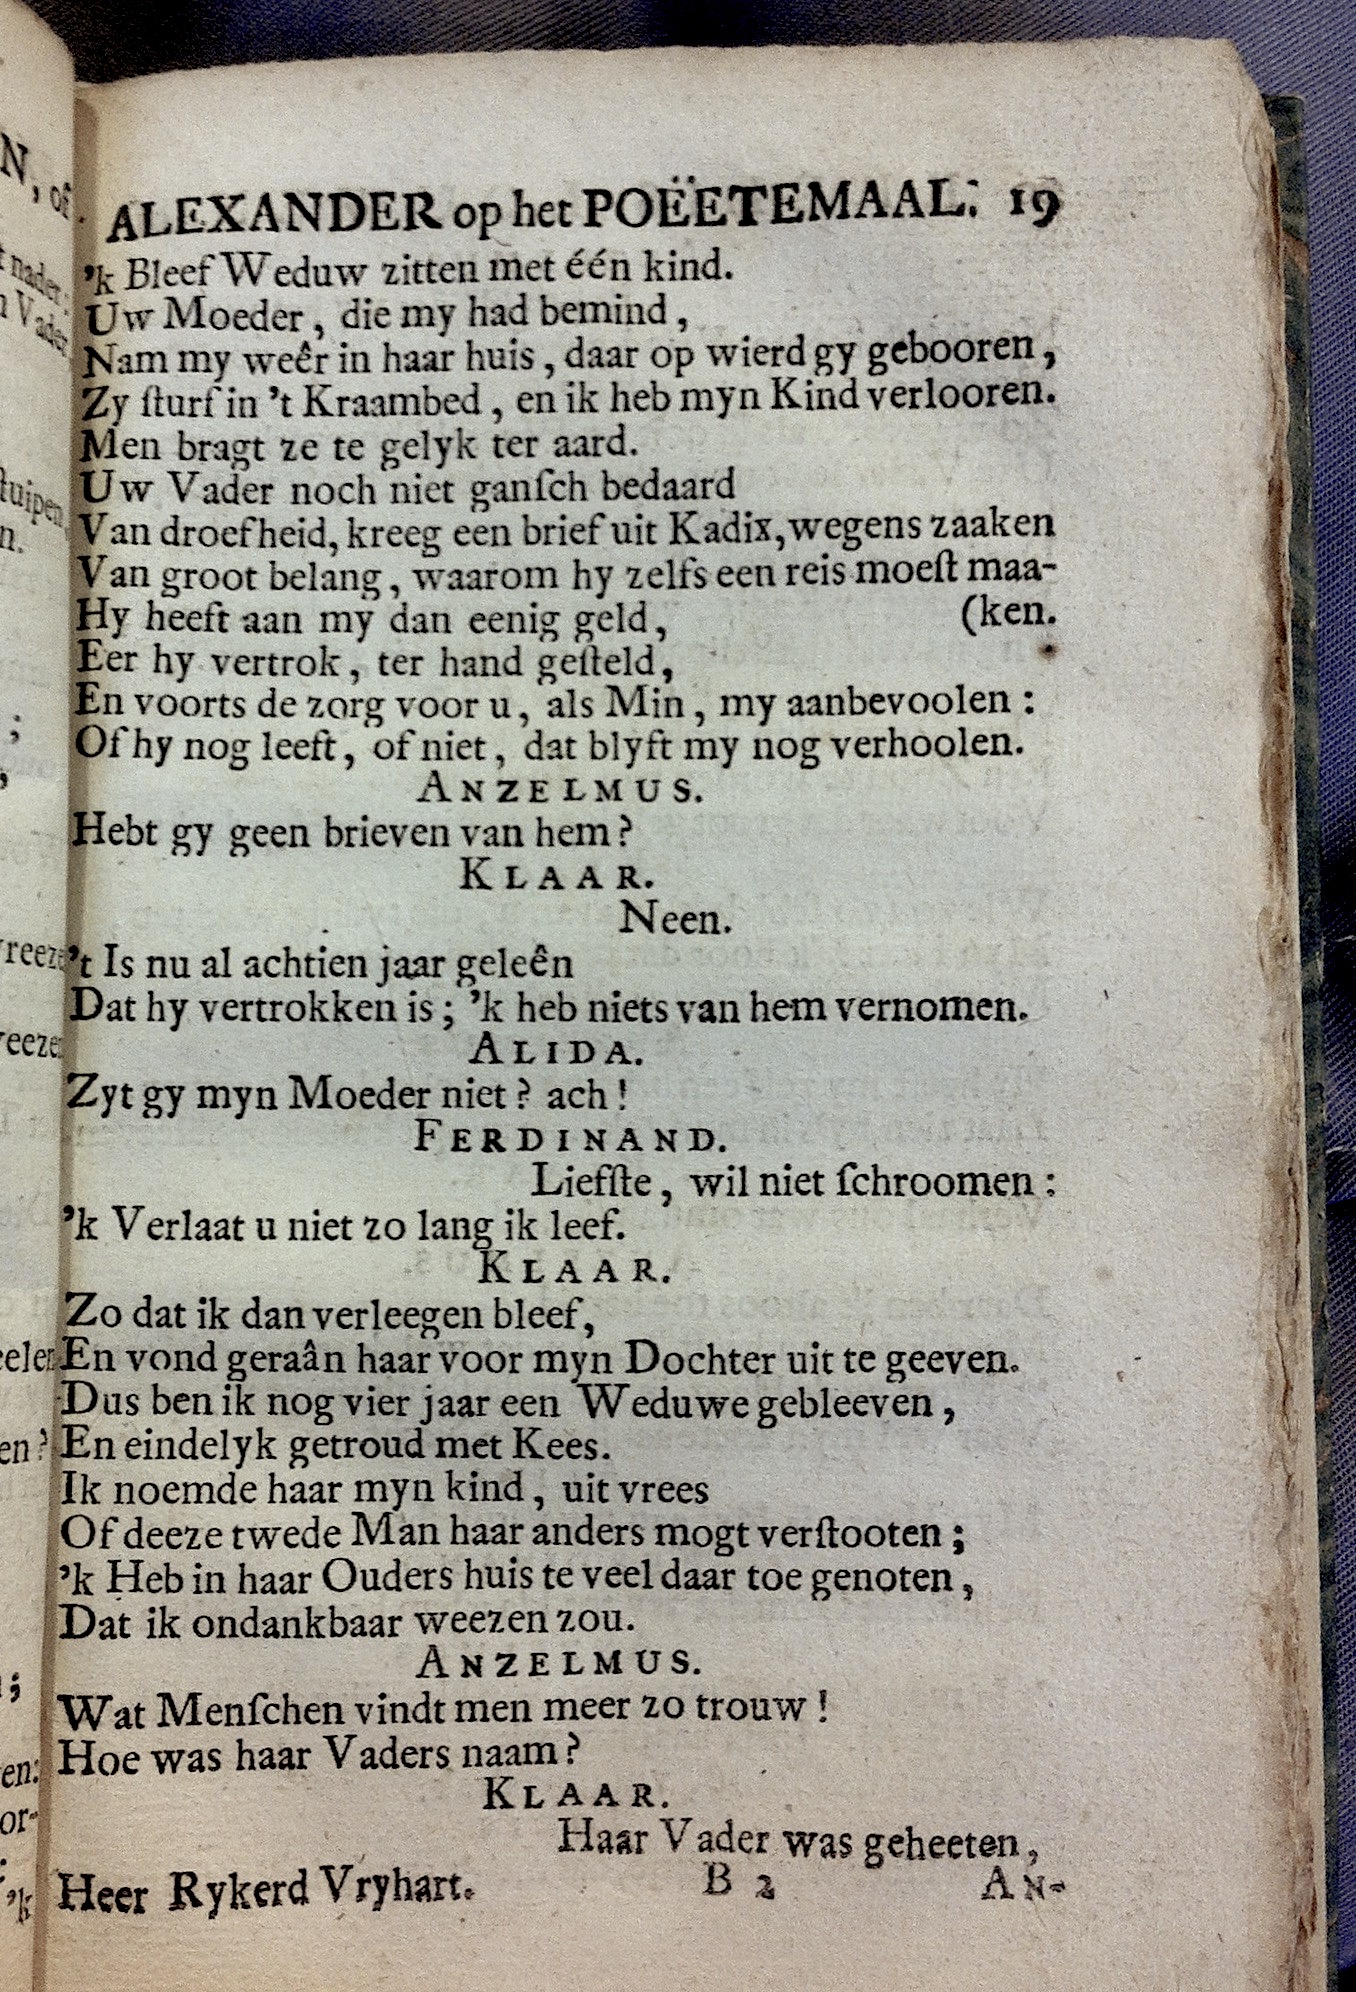 ALEXANDER op het POËETEMAAL. 19
'k Bleef Weduw zitten met één kind.
Uw Moeder, die my had bemind,
Nam my weêr in haar huis, daar op wierd gy gebooren,
Zy ſturf in 't Kraambed, en ik heb myn Kind verlooren.
Men bragt ze te gelyk ter aard.
Uw Vader noch niet ganſch bedaard
Van droefheid, kreeg een brief uit Kadix, wegens zaaken
Van groot belang, waarom hy zelfs een reis moeſt maa-
Hy heeft aan my dan eenig geld, (ken.
Eer hy vertrok, ter hand geſteld,
En voorts de zorg voor u, als Min, my aanbevoolen:
Of hy nog leeft, of niet, dat blyft my nog verhoolen.
ANZELMUS.
Hebt gy geen brieven van hem?
KLAAR.
Neen.
't Is nu al achtien jaar geleên
Dat hy vertrokken is; 'k heb niets van hem vernomen.
ALIDA.
Zyt gy myn Moeder niet? ach!
FERDINAND.
Liefſte, wil niet ſchroomen:
'k Verlaat u niet zo lang ik leef.
KLAAR.
Zo dat ik dan verleegen bleef,
En vond geraân haar voor myn Dochter uit te geeven.
Dus ben ik nog vier jaar een Weduwe gebleeven,
En eindelyk getroud met Kees.
Ik noemde haar myn kind, uit vrees
Of deeze twede Man haar anders mogt verſtooten;
'k Heb in haar Ouders huis te veel daar toe genoten,
Dat ik ondankbaar weezen zou.
ANZELMUS.
Wat Menſchen vindt men meer zo trouw!
Hoe was haar Vaders naam?
KLAAR.
Haar Vader was geheeten,
Heer Rykerd Vryhart.
B 2 AN-